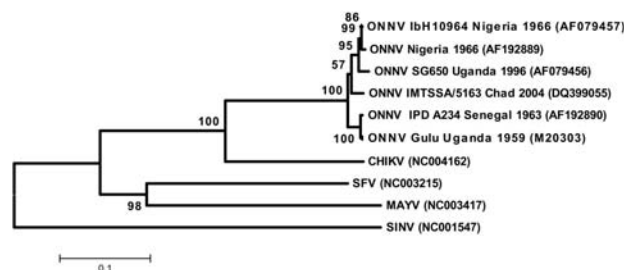 86
ONNV IbH10964 Nigeria 1966 (AF079457)
99
95
ONNV Nigeria 1966 (AF192889)
57
ONNV SG650 Uganda 1996 (AF079456)
100
ONNV IMTSSA/5163 Chad 2004 (DQ399055)
ONNV IPD A234 Senegal 1963 (AF192890)
100
100
ONNV Gulu Uganda 1959 (M20303)
CHIKV (NC004162)
SFV (NC003215)
98
MAYV (NC003417)
SINV (NC001547)
0.1